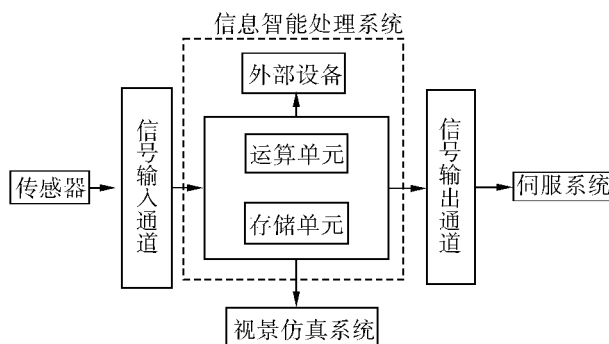 信息智能处理系统
外部设备
运算单元
存储单元
传感器
信号输入通道
信号输出通道
伺服系统
视景仿真系统